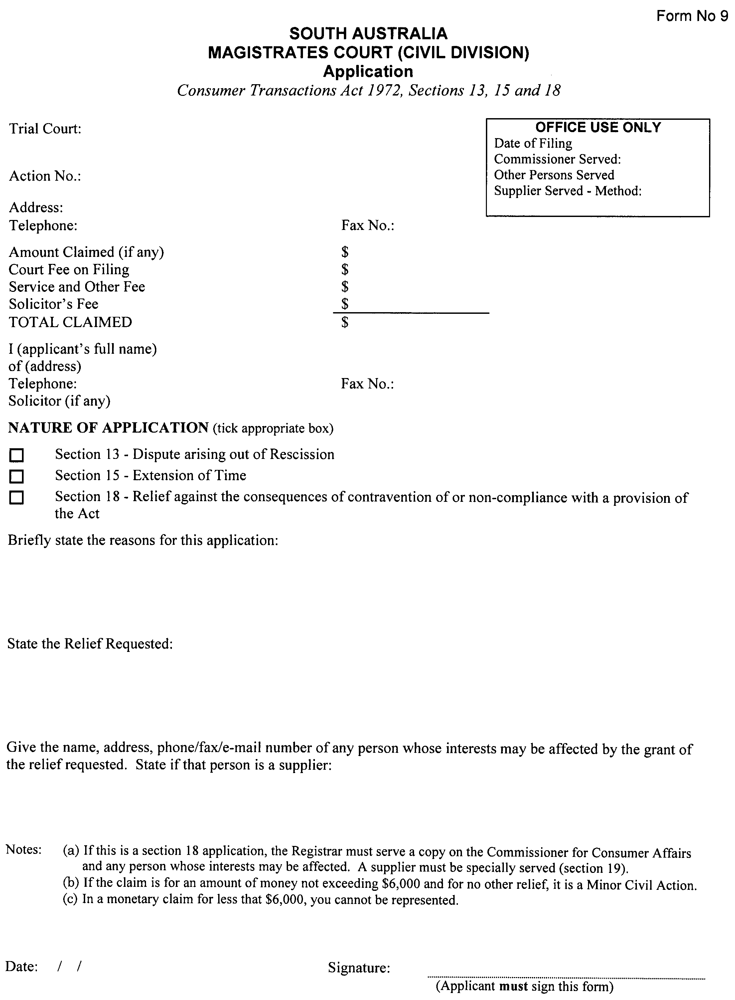 Form No 9
SOUTH AUSTRALIA
MAGISTRATES COURT (CIVIL DIVISION)
Application
Consumer Transactions Act 1972, Sections 13, 15 and 18
Trial Court:
OFFICE USE ONLY
Date of Filing
Commissioner Served:
Action No.:
Other Persons Served
Supplier Served - Method:
Address:
Telephone: Fax No.:
Amount Claimed (if any) $
Court Fee on Filing $
Service and Other Fee $
Solicitor's Fee $
TOTAL CLAIMED $
I (applicant's full name)
of (address)
Telephone: Fax No.:
Solicitor (if any)
NATURE OF APPLICATION (tick appropriate box)
Section 13 - Dispute arising out of Rescission
Section 15 - Extension of Time
Section 18 - Relief against the consequences of contravention of or non-compliance with a provision of
the Act
Briefly state the reasons for this application:
State the Relief Requested:
Give the name, address, phone/fax/e-mail number of any person whose interests may be affected by the grant of
the relief requested. State if that person is a supplier:
Notes: (a) If this is a section 18 application, the Registrar must serve a copy on the Commissioner for Consumer Affairs
and any person whose interests may be affected. A supplier must be specially served (section 19).
(b) If the claim is for an amount of money not exceeding $6,000 and for no other relief, it is a Minor Civil Action.
(c) In a monetary claim for less that $6,000, you cannot be represented.
Date: / / Signature:
(Applicant must sign this form)